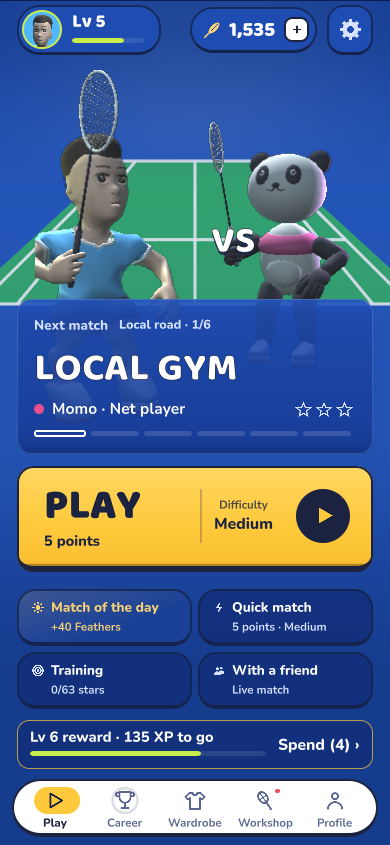 Lv 5
1,535 +
VS
Next match Local road · 1/6
LOCAL GYM
Momo · Net player
PLAY
5 points
Difficulty
Medium
Match of the day
+40 Feathers
Quick match
5 points · Medium
Training
0/63 stars
With a friend
Live match
Lv 6 reward · 135 XP to go
Spend (4) ›
Play
Career
Wardrobe
Workshop
Profile